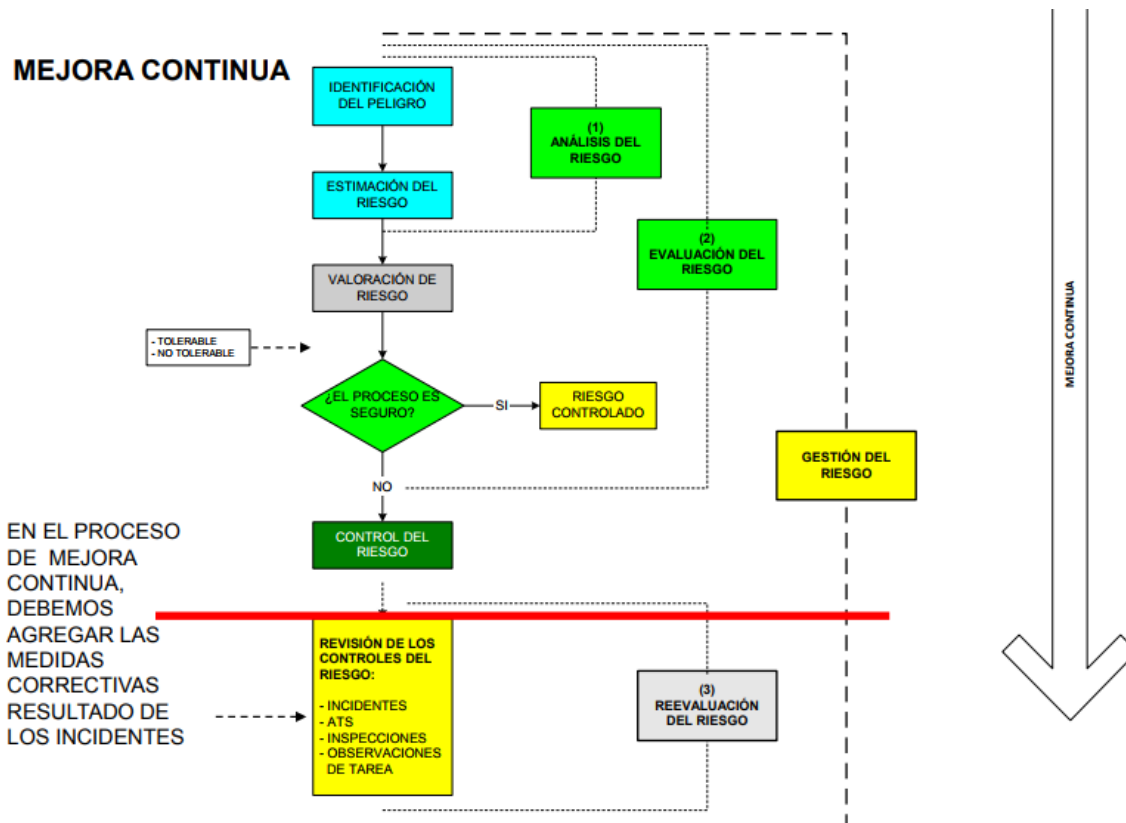 MEJORA CONTINUA
IDENTIFICACIÓN
DEL PELIGRO
(1)
ANÁLISIS DEL
RIESGO
ESTIMACIÓN DEL
RIESGO
(2)
EVALUACIÓN DEL
RIESGO
VALORACIÓN DE
RIESGO
- TOLERABLE
- NO TOLERABLE
¿EL PROCESO ES
SEGURO?
SI
RIESGO
CONTROLADO
GESTIÓN DEL
RIESGO
NO
CONTROL DEL
RIESGO
EN EL PROCESO
DE MEJORA
CONTINUA,
DEBEMOS
AGREGAR LAS
MEDIDAS
CORRECTIVAS
RESULTADO DE
LOS INCIDENTES
REVISIÓN DE LOS
CONTROLES DEL
RIESGO:
- INCIDENTES
- ATS
- INSPECCIONES
- OBSERVACIONES
DE TAREA
(3)
REEVALUACIÓN
DEL RIESGO
MEJORA CONTINUA